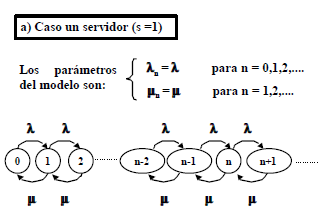 a) Caso un servidor (s =1)
λn = λ para n = 0,1,2,....
Los parámetros del modelo son:
μn = μ para n = 1,2,....
λ λ λ λ λ
0 1 2 ........ n-2 n-1 n n+1 ........
μ μ μ μ μ